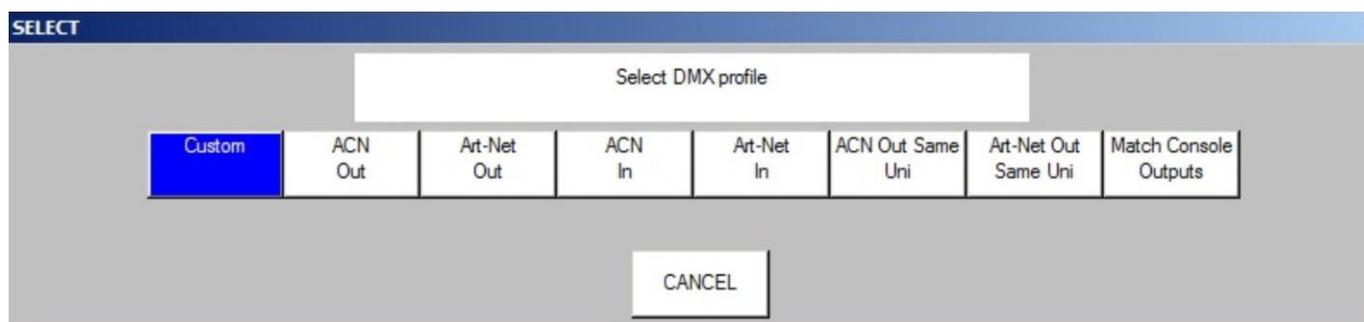 SELECT
Select DMX profile
Custom ACN Art-Net ACN Art-Net ACN Out Same Art-Net Out Match Console
Out Out In In Uni Same Uni Outputs
CANCEL